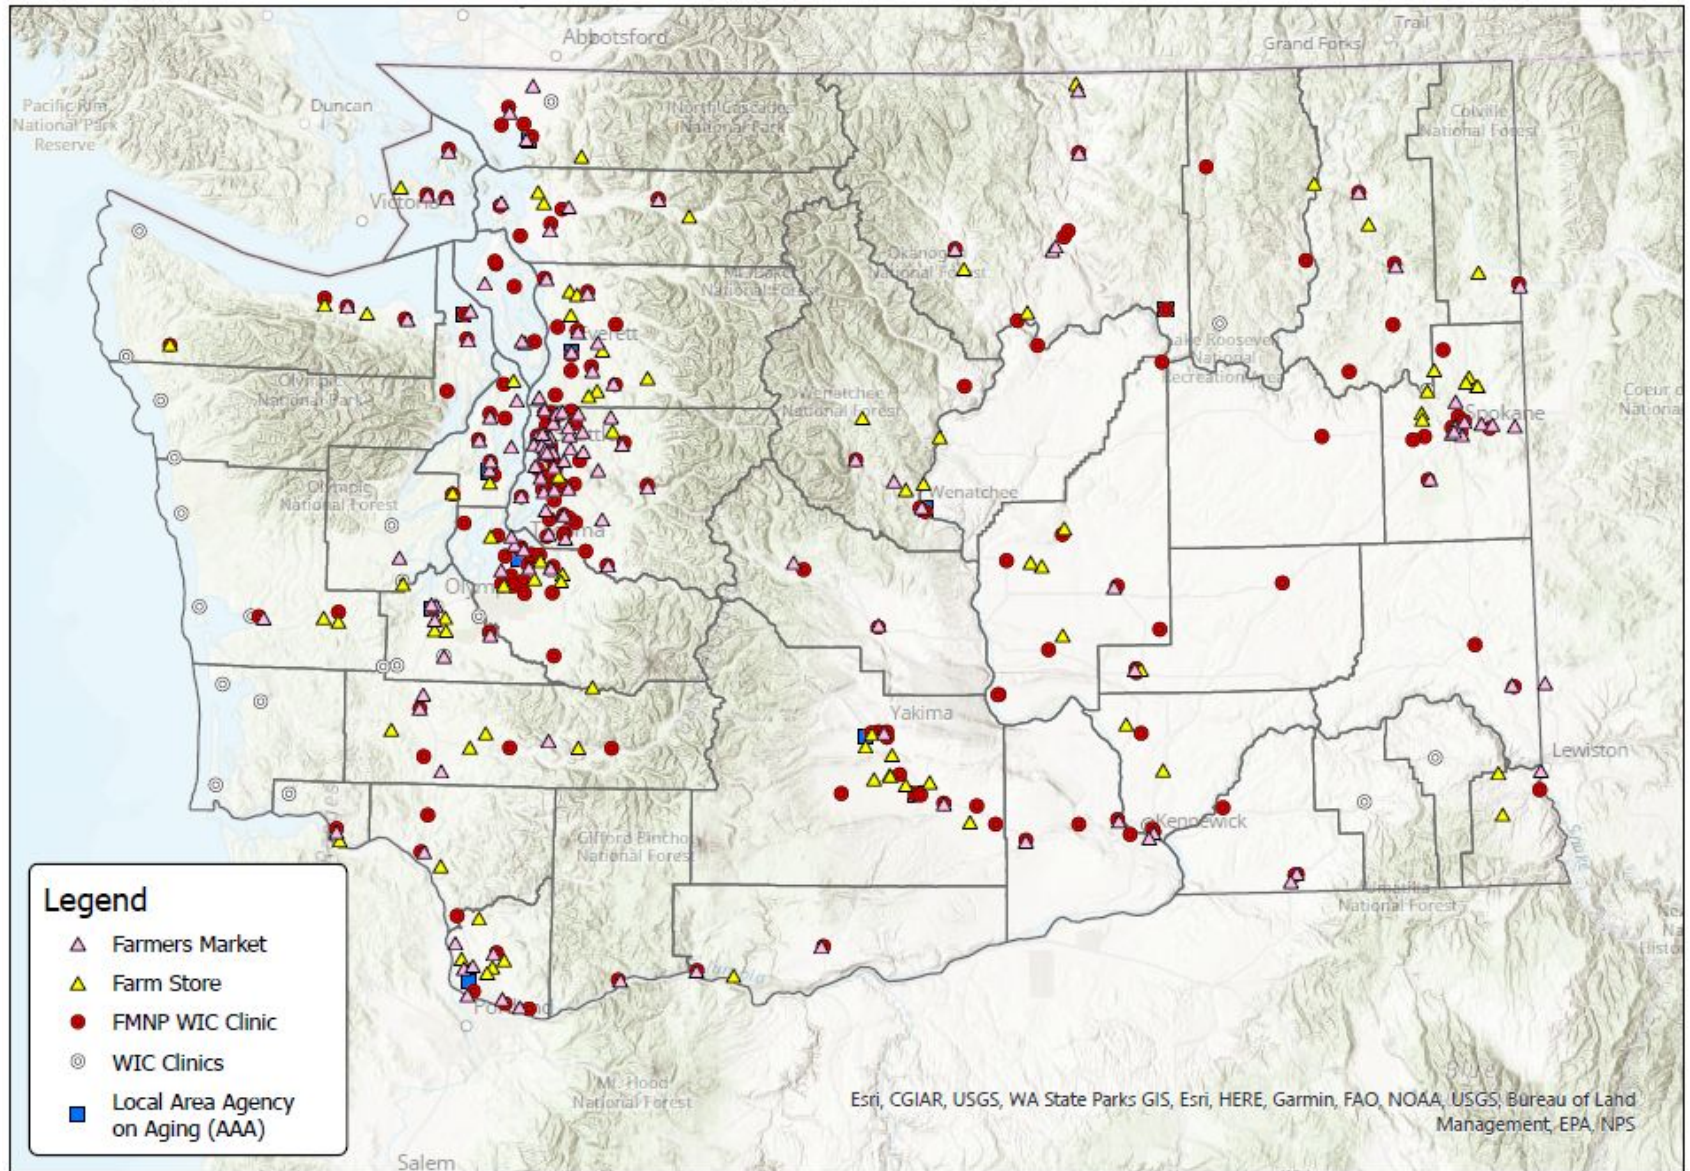 Trail
Abbotsford
Grand Forks
Pacific Rim
National Park
Reserve
Duncan
North Cascades
National Park
Colville
National Forest
Victoria
Okanogan
National Forest
Mt. Baker
National Forest
Everett
Lake Roosevelt
National
Recreation Area
Olympic
National Park
Wenatchee
National Forest
Coeur d
Nationa
Spokane
Olympic
National Forest
Wenatchee
Yakima
Lewiston
Kennewick
Gifford Pinchot
National Forest
Umatilla
National Forest
Snake
Columbia
Portland
Mt. Hood
National Forest
Blue
Salem
Legend
Farmers Market
Farm Store
FMNP WIC Clinic
WIC Clinics
Local Area Agency
on Aging (AAA)
Esri, CGIAR, USGS, WA State Parks GIS, Esri, HERE, Garmin, FAO, NOAA, USGS, Bureau of Land
Management, EPA, NPS